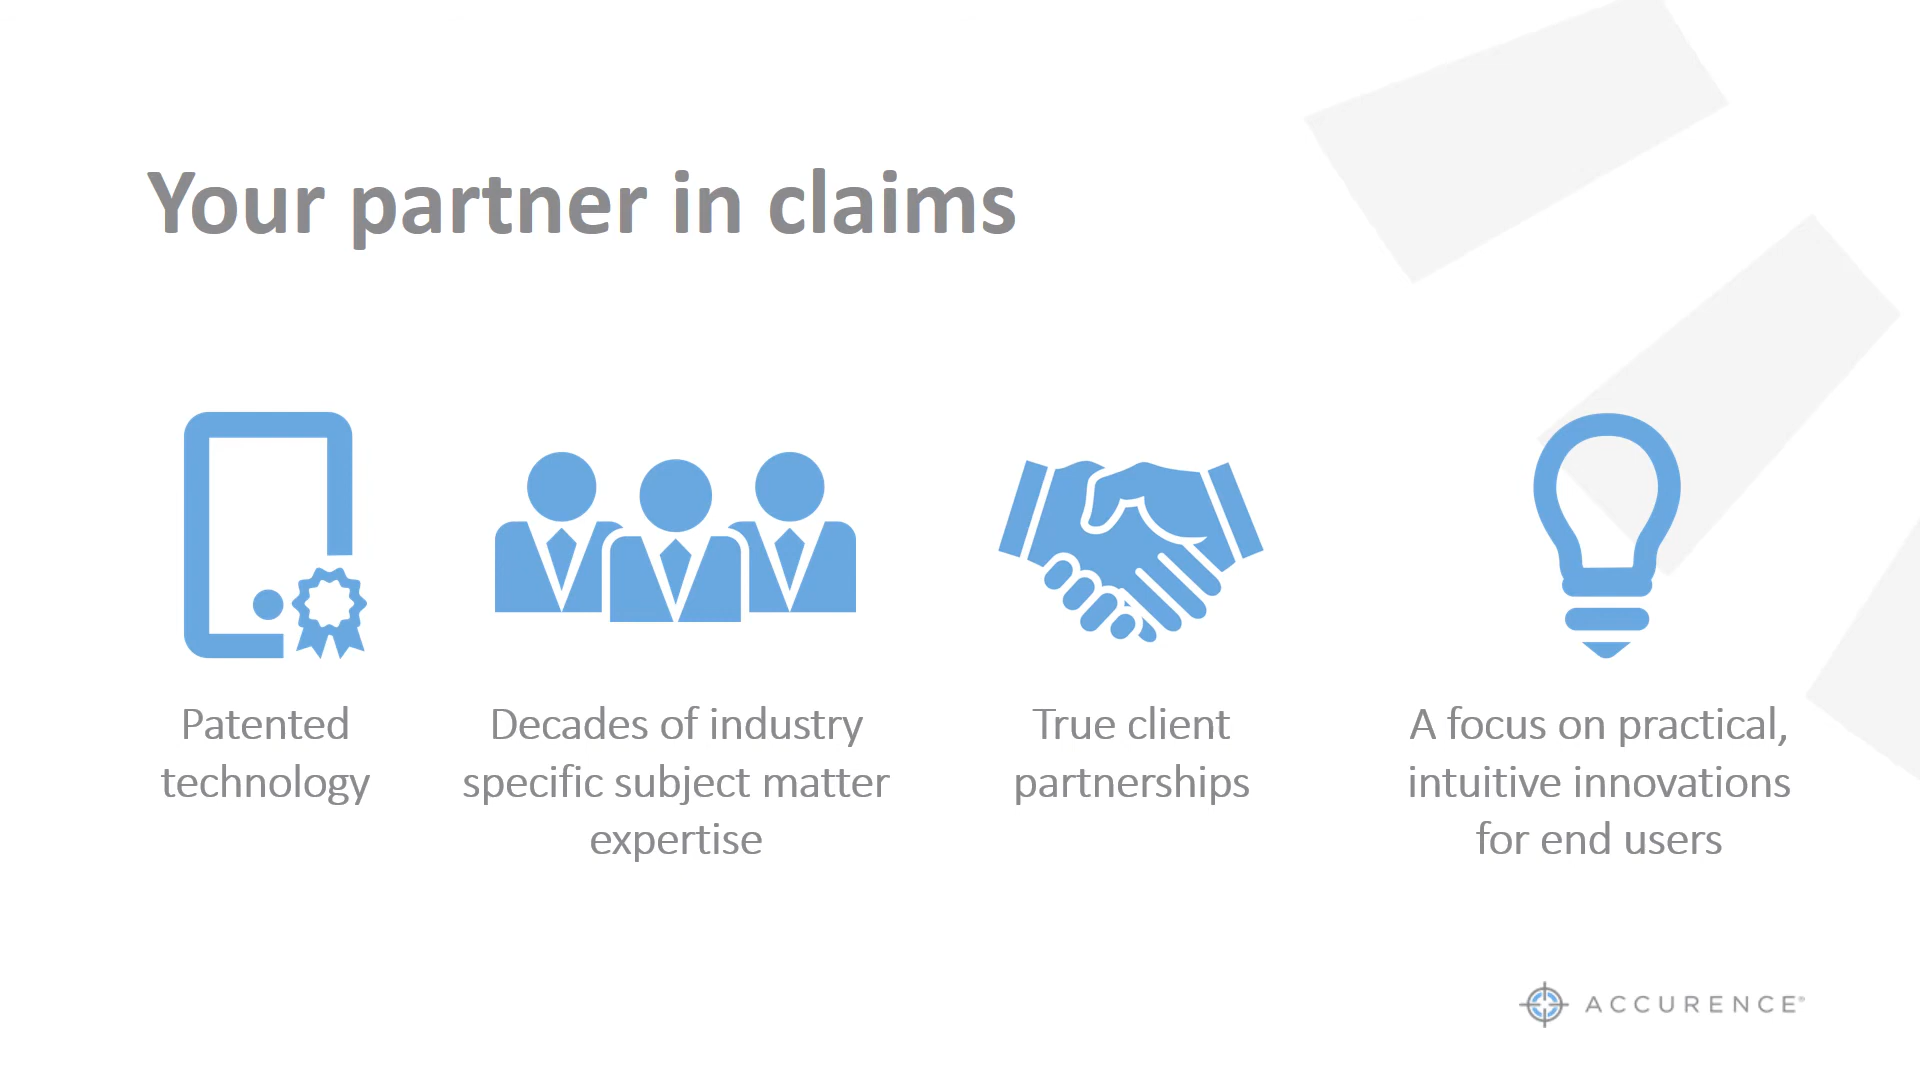 Your partner in claims
Patented
technology
Decades of industry
specific subject matter
expertise
True client
partnerships
A focus on practical,
intuitive innovations
for end users
ACCURENCE®